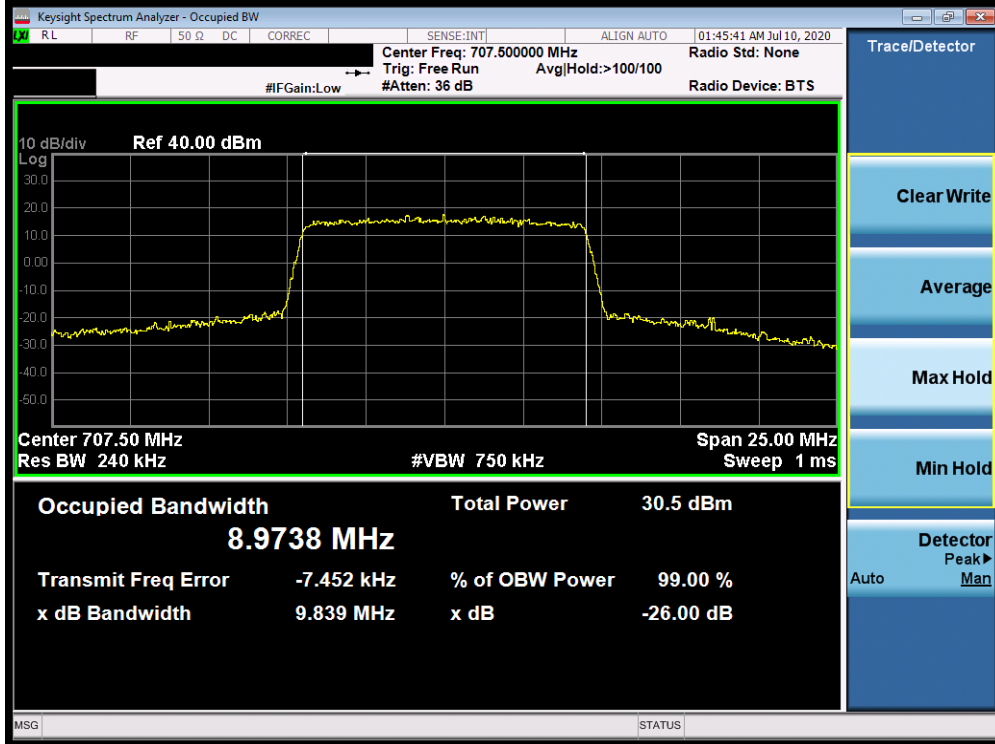 Keysight Spectrum Analyzer - Occupied BW
LXI RL RF 50 Ω DC CORREC SENSE:INT ALIGN AUTO 01:45:41 AM Jul 10, 2020
Center Freq: 707.500000 MHz Radio Std: None
Trig: Free Run Avg|Hold:>100/100
#IFGain:Low #Atten: 36 dB Radio Device: BTS
Trace/Detector
10 dB/div Ref 40.00 dBm
Log
30.0
20.0
10.0
0.00
-10.0
-20.0
-30.0
-40.0
-50.0
Center 707.50 MHz Span 25.00 MHz
Res BW 240 kHz #VBW 750 kHz Sweep 1 ms
Occupied Bandwidth Total Power 30.5 dBm
8.9738 MHz
Transmit Freq Error -7.452 kHz % of OBW Power 99.00 %
x dB Bandwidth 9.839 MHz x dB -26.00 dB
Clear Write
Average
Max Hold
Min Hold
Detector
Peak▶
Auto Man
MSG STATUS